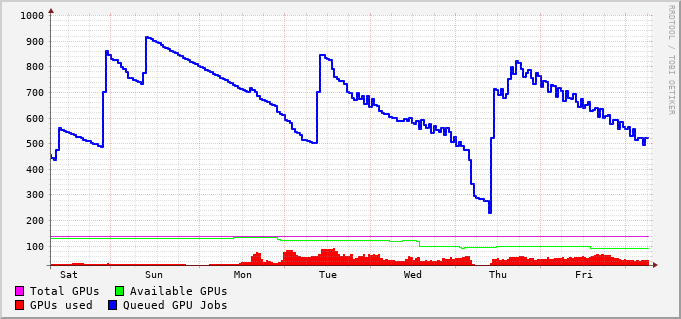 1000
900
800
700
600
500
400
300
200
100
Sat Sun Mon Tue Wed Thu Fri
Total GPUs Available GPUs
GPUs used Queued GPU Jobs
RRDTOOL / TOBI OETIKER